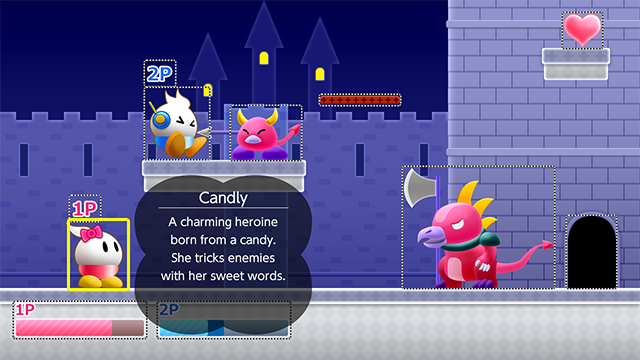 2P
1P
Candly
A charming heroine
born from a candy.
She tricks enemies
with her sweet words.
1P
2P